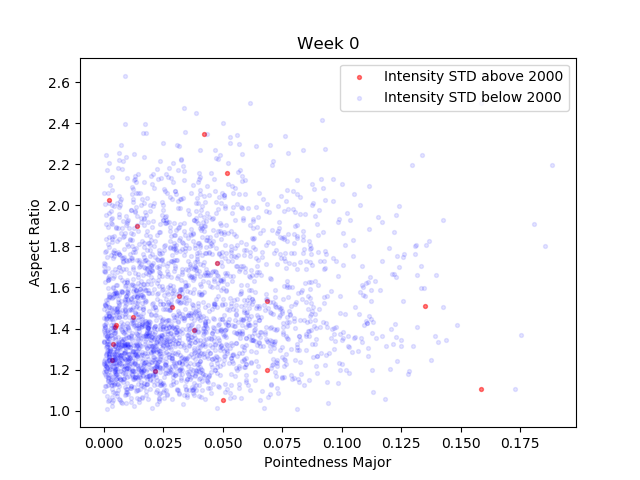 Week 0
Intensity STD above 2000
Intensity STD below 2000
2.6
2.4
2.2
2.0
1.8
1.6
1.4
1.2
1.0
Aspect Ratio
0.000 0.025 0.050 0.075 0.100 0.125 0.150 0.175
Pointedness Major